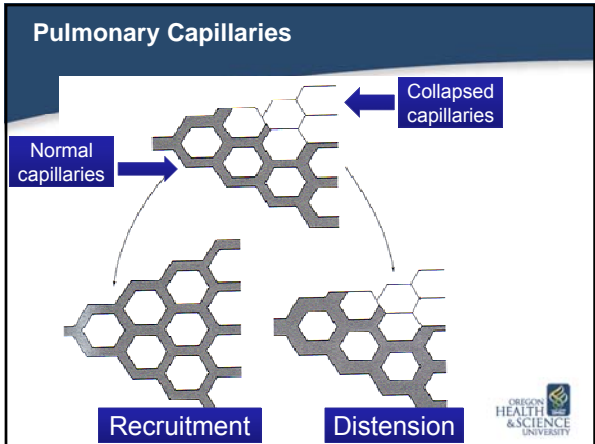 Pulmonary Capillaries
Collapsed
capillaries
Normal
capillaries
Recruitment
Distension
OREGON
HEALTH
&SCIENCE
UNIVERSITY